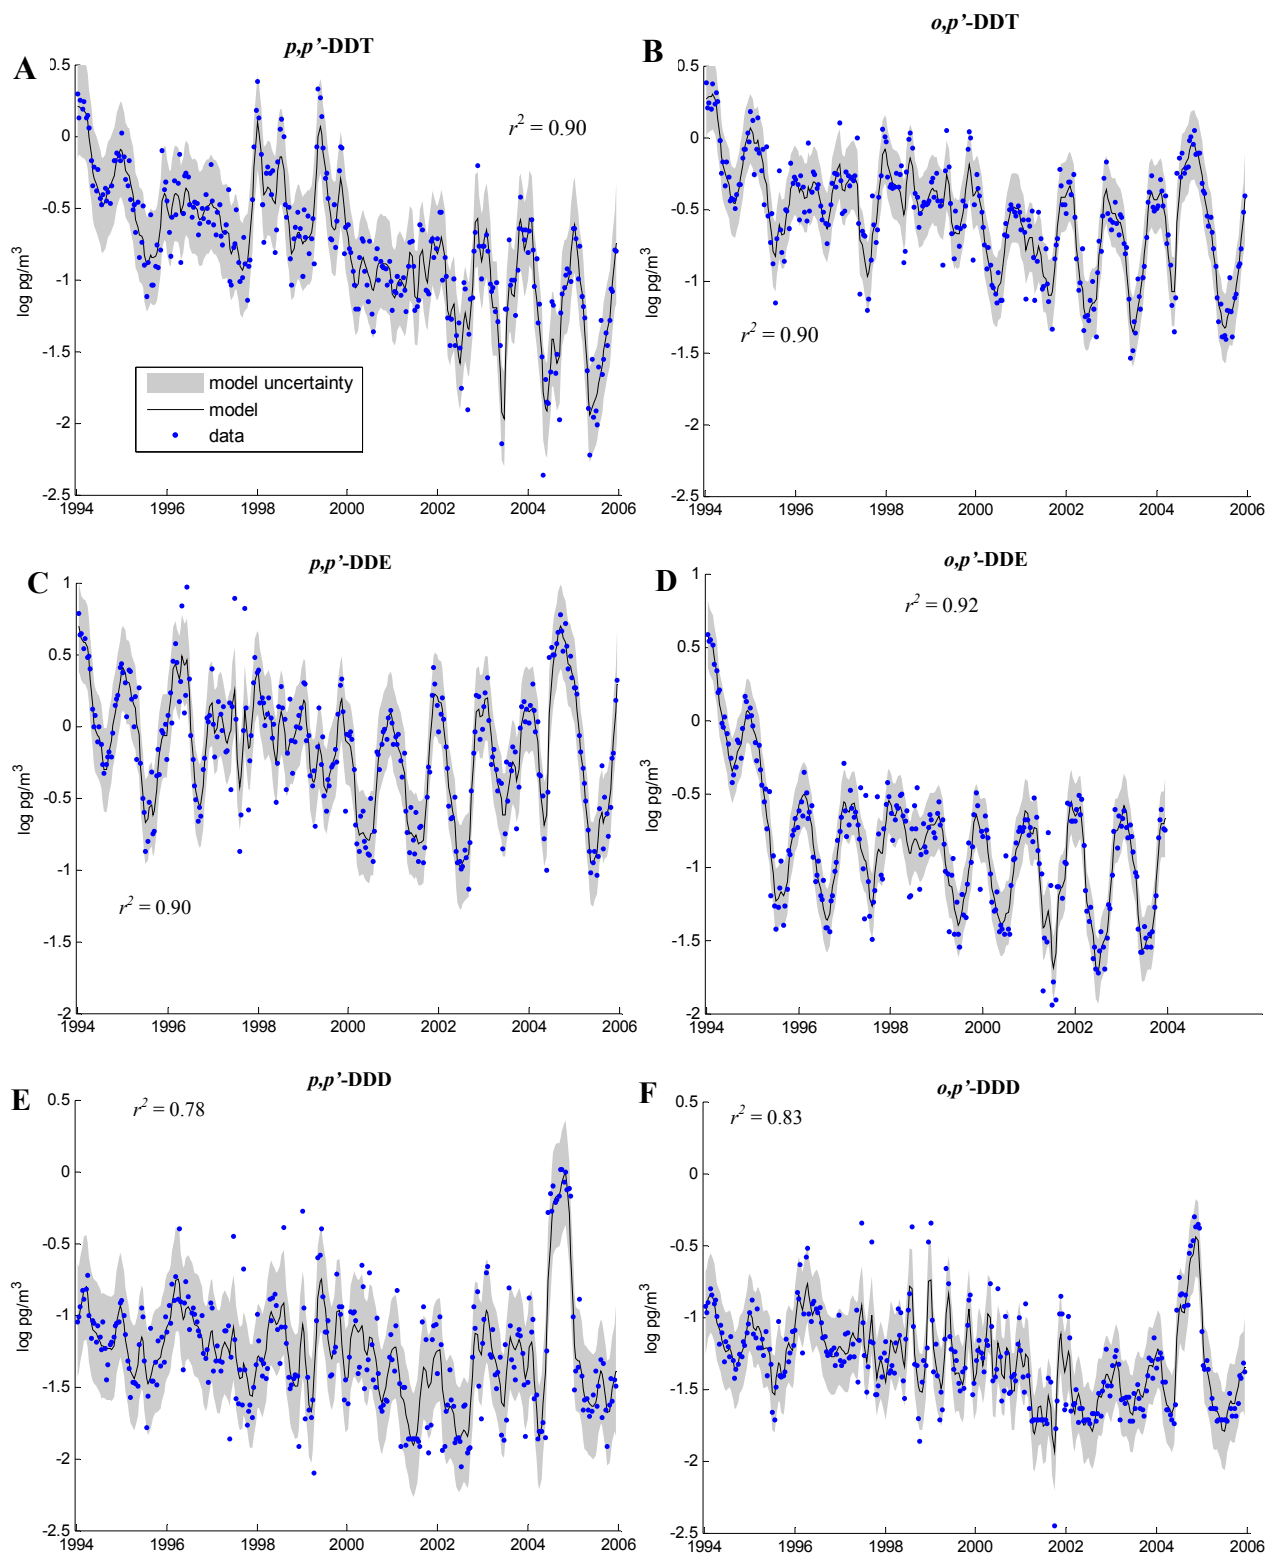 A
p,p’-DDT
0.5
0
-0.5
-1
-1.5
-2
-2.5
log pg/m3
r2 = 0.90
model uncertainty
model
data
1994 1996 1998 2000 2002 2004 2006
B
o,p’-DDT
0.5
0
-0.5
-1
-1.5
-2
-2.5
log pg/m3
r2 = 0.90
1994 1996 1998 2000 2002 2004 2006
C
p,p’-DDE
1
0.5
0
-0.5
-1
-1.5
-2
log pg/m3
r2 = 0.90
1994 1996 1998 2000 2002 2004 2006
D
o,p’-DDE
1
0.5
0
-0.5
-1
-1.5
-2
log pg/m3
r2 = 0.92
1994 1996 1998 2000 2002 2004
E
p,p’-DDD
0.5
0
-0.5
-1
-1.5
-2
-2.5
log pg/m3
r2 = 0.78
1994 1996 1998 2000 2002 2004 2006
F
o,p’-DDD
0.5
0
-0.5
-1
-1.5
-2
-2.5
log pg/m3
r2 = 0.83
1994 1996 1998 2000 2002 2004 2006